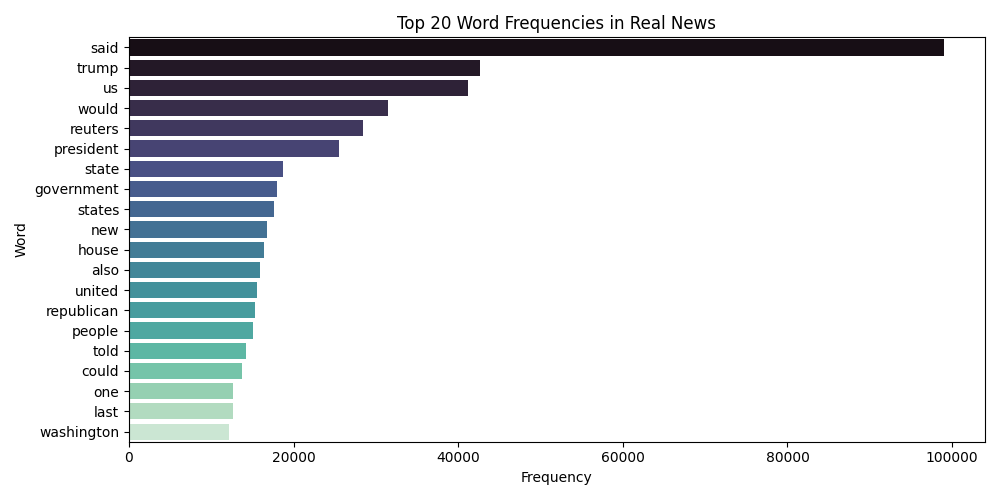 Top 20 Word Frequencies in Real News
said
trump
us
would
reuters
president
state
government
states
new
house
also
united
republican
people
told
could
one
last
washington
Word
0 20000 40000 60000 80000 100000
Frequency